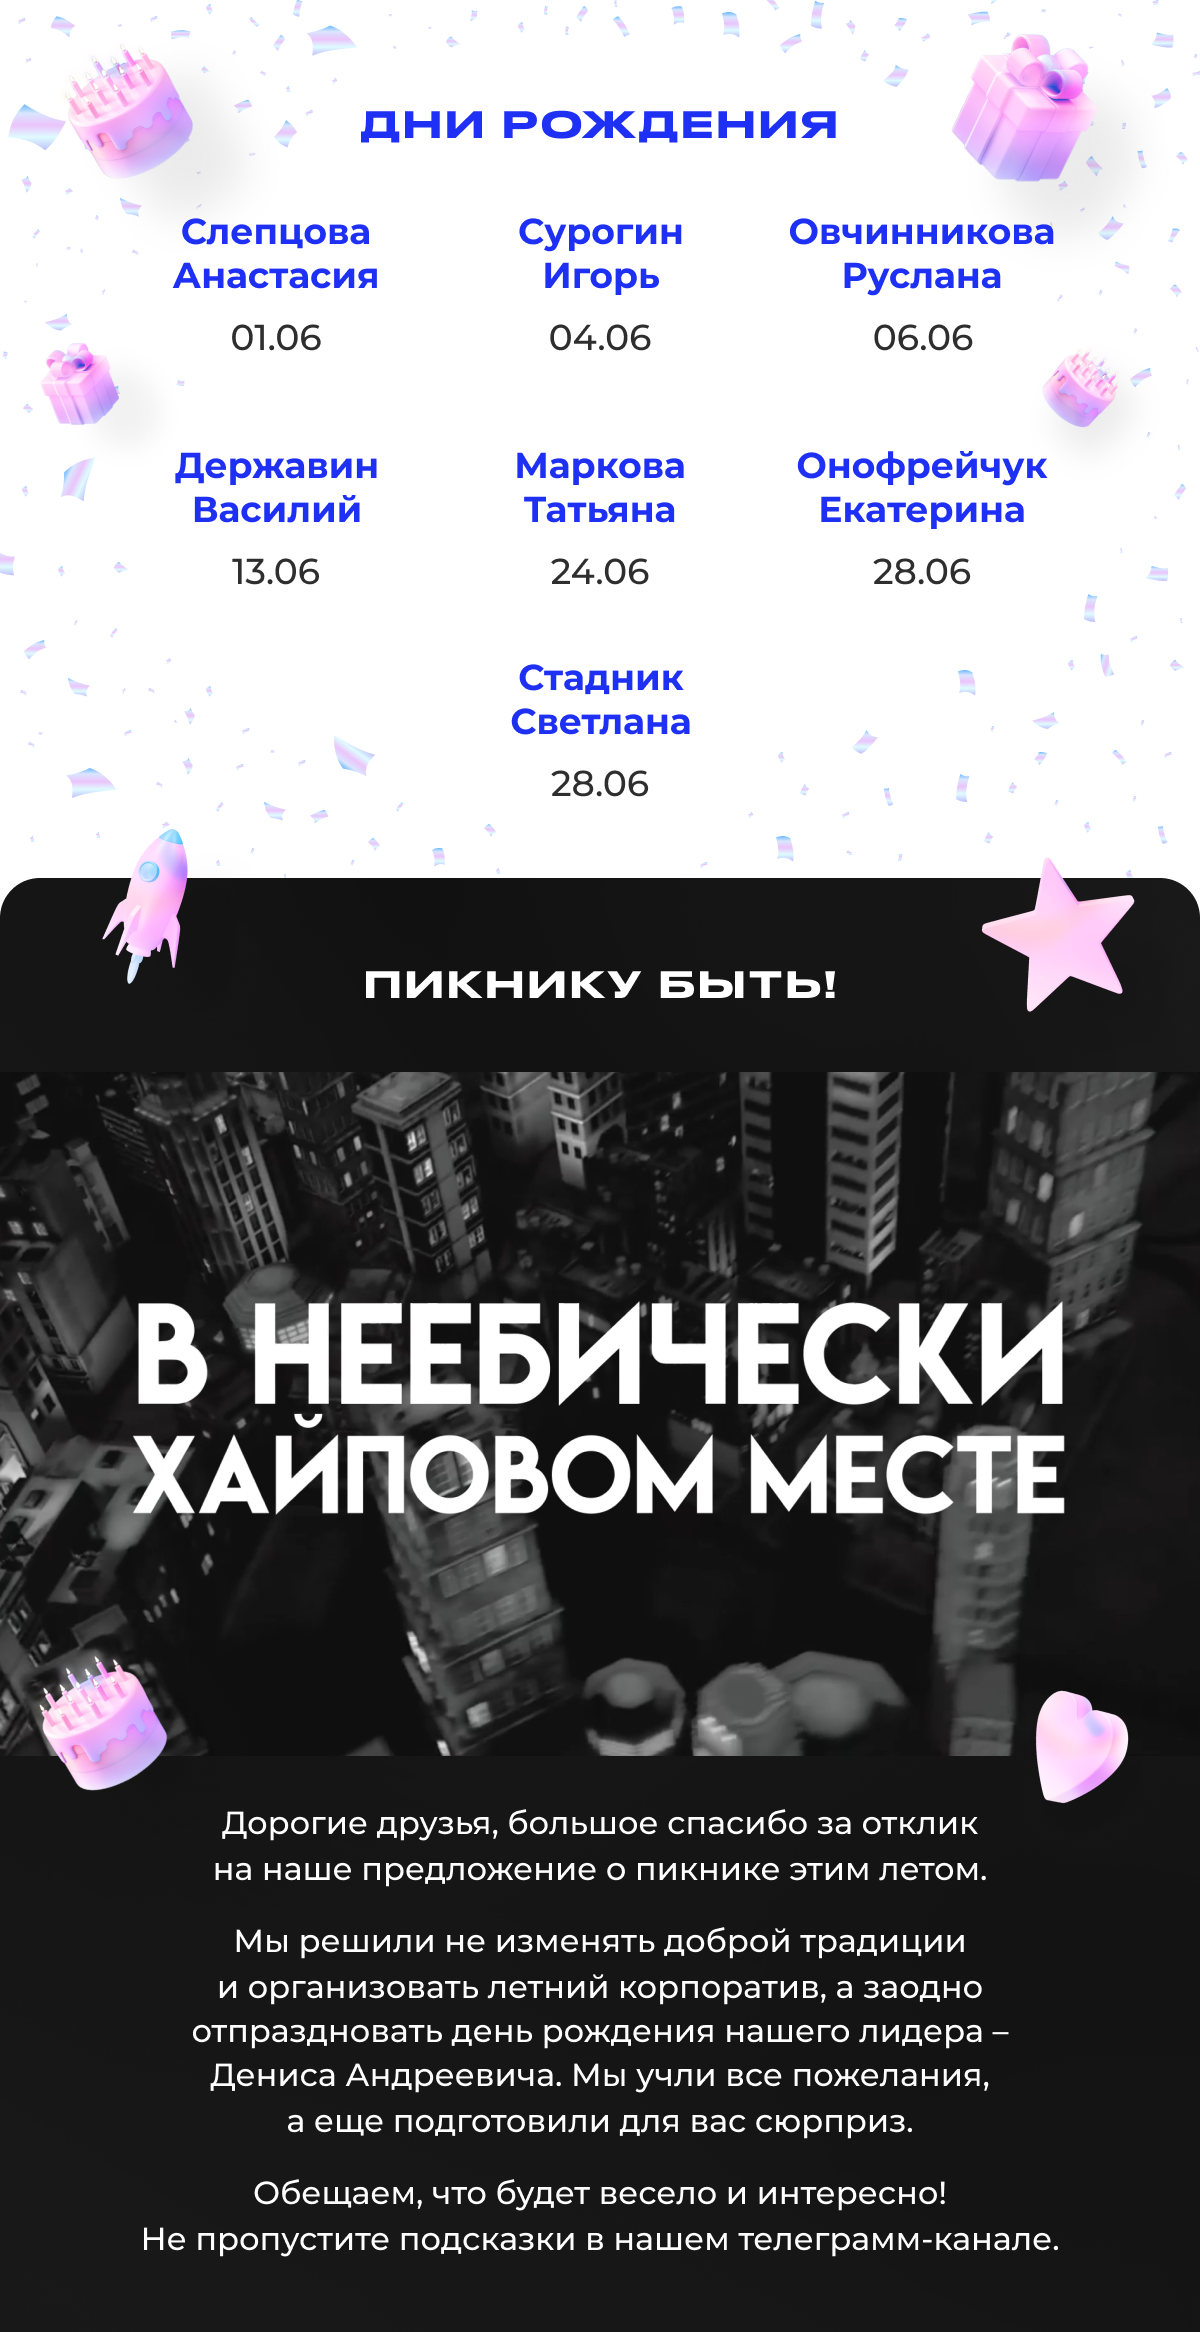 ДНИ РОЖДЕНИЯ
Слепцова
Анастасия
01.06
Сурогин
Игорь
04.06
Овчинникова
Руслана
06.06
Державин
Василий
13.06
Маркова
Татьяна
24.06
Онофрейчук
Екатерина
28.06
Стадник
Светлана
28.06
ПИКНИКУ БЫТЬ!
В НЕЕБИЧЕСКИ
ХАЙПОВОМ МЕСТЕ
Дорогие друзья, большое спасибо за отклик
на наше предложение о пикнике этим летом.
Мы решили не изменять доброй традиции
и организовать летний корпоратив, а заодно
отпраздновать день рождения нашего лидера –
Дениса Андреевича. Мы учли все пожелания,
а еще подготовили для вас сюрприз.
Обещаем, что будет весело и интересно!
Не пропустите подсказки в нашем телеграмм-канале.